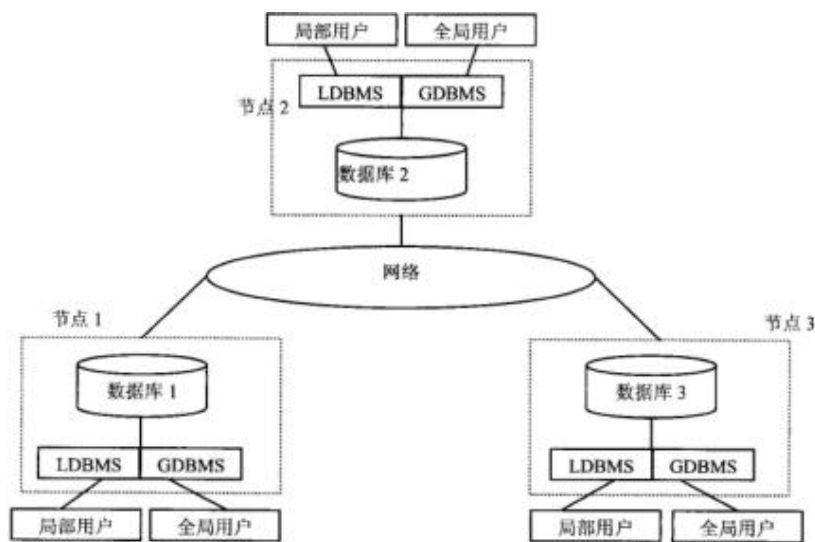 局部用户 全局用户
LDBMS GDBMS
节点 2
数据库 2
网络
节点 1
节点 3
数据库 1
数据库 3
LDBMS GDBMS
LDBMS GDBMS
局部用户 全局用户
局部用户 全局用户